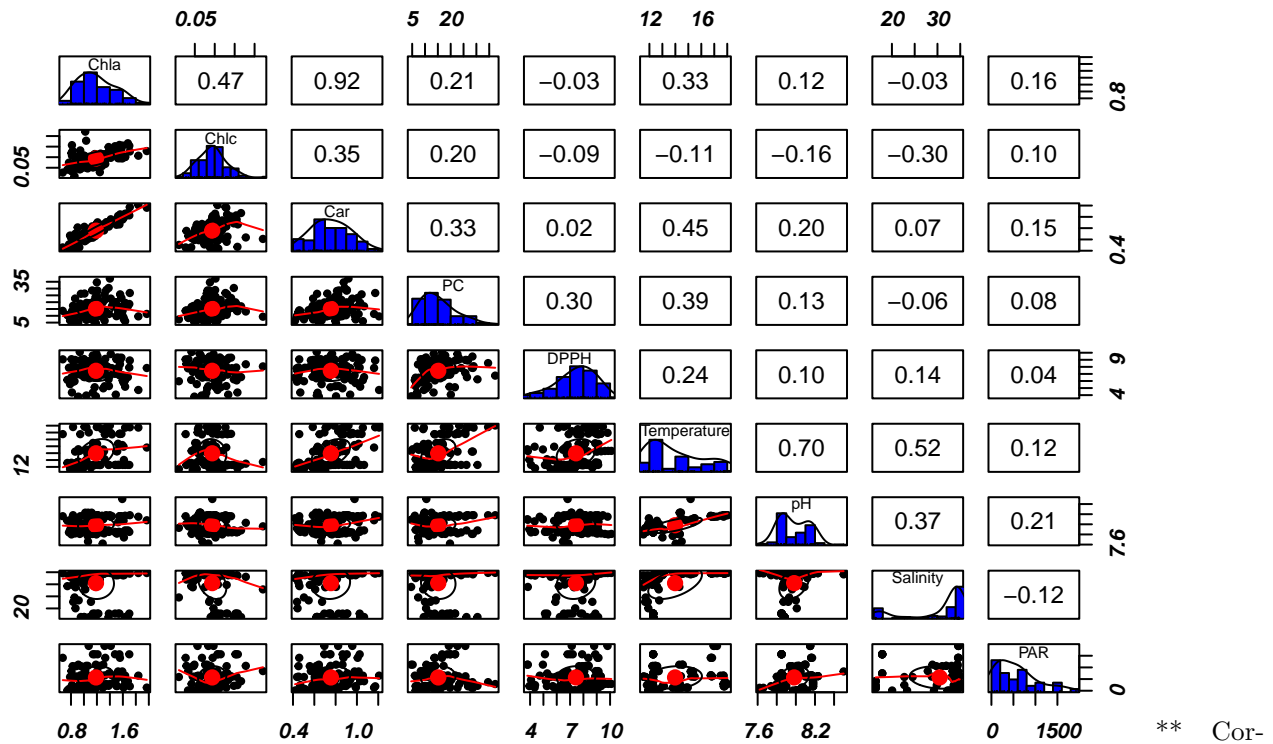 0.05 5 20 12 16 20 30
Chla 0.47 0.92 0.21 −0.03 0.33 0.12 −0.03 0.16 0.8
0.05 Chlc 0.35 0.20 −0.09 −0.11 −0.16 −0.30 0.10
Car 0.33 0.02 0.45 0.20 0.07 0.15 0.4
5 35 PC 0.30 0.39 0.13 −0.06 0.08
DPPH 0.24 0.10 0.14 0.04 4 9
12 Temperature 0.70 0.52 0.12
pH 0.37 0.21 7.6
20 Salinity −0.12
PAR 0
0.8 1.6 0.4 1.0 4 7 10 7.6 8.2 0 1500 ** Cor-